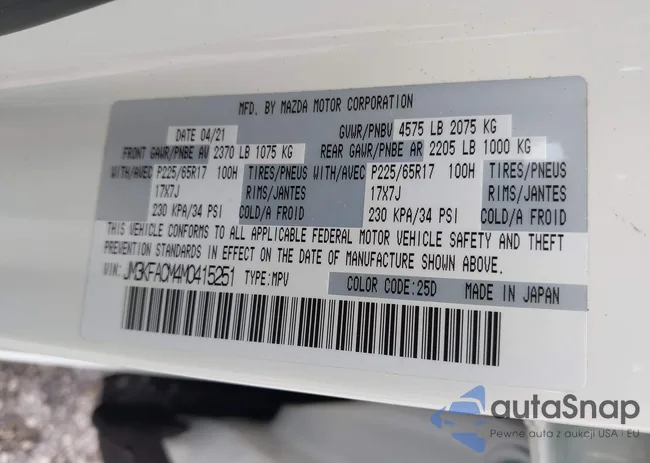 MFD. BY MAZDA MOTOR CORPORATION
DATE 04/21 GVWR/PNBV 4575 LB 2075 KG
FRONT GAWR/PNBE AV 2370 LB 1075 KG REAR GAWR/PNBE AR 2205 LB 1000 KG
WITH/AVEC P225/65R17 100H TIRES/PNEUS WITH/AVEC P225/65R17 100H TIRES/PNEUS
17X7J RIMS/JANTES 17X7J RIMS/JANTES
230 KPA/34 PSI COLD/A FROID 230 KPA/34 PSI COLD/A FROID
THIS VEHICLE CONFORMS TO ALL APPLICABLE FEDERAL MOTOR VEHICLE SAFETY AND THEFT
PREVENTION STANDARDS IN EFFECT ON THE DATE OF MANUFACTURE SHOWN ABOVE.
VIN: JM3KFACM4M0415251 TYPE:MPV COLOR CODE:25D MADE IN JAPAN
autaSnap
Pewne auta z aukcji USA i EU